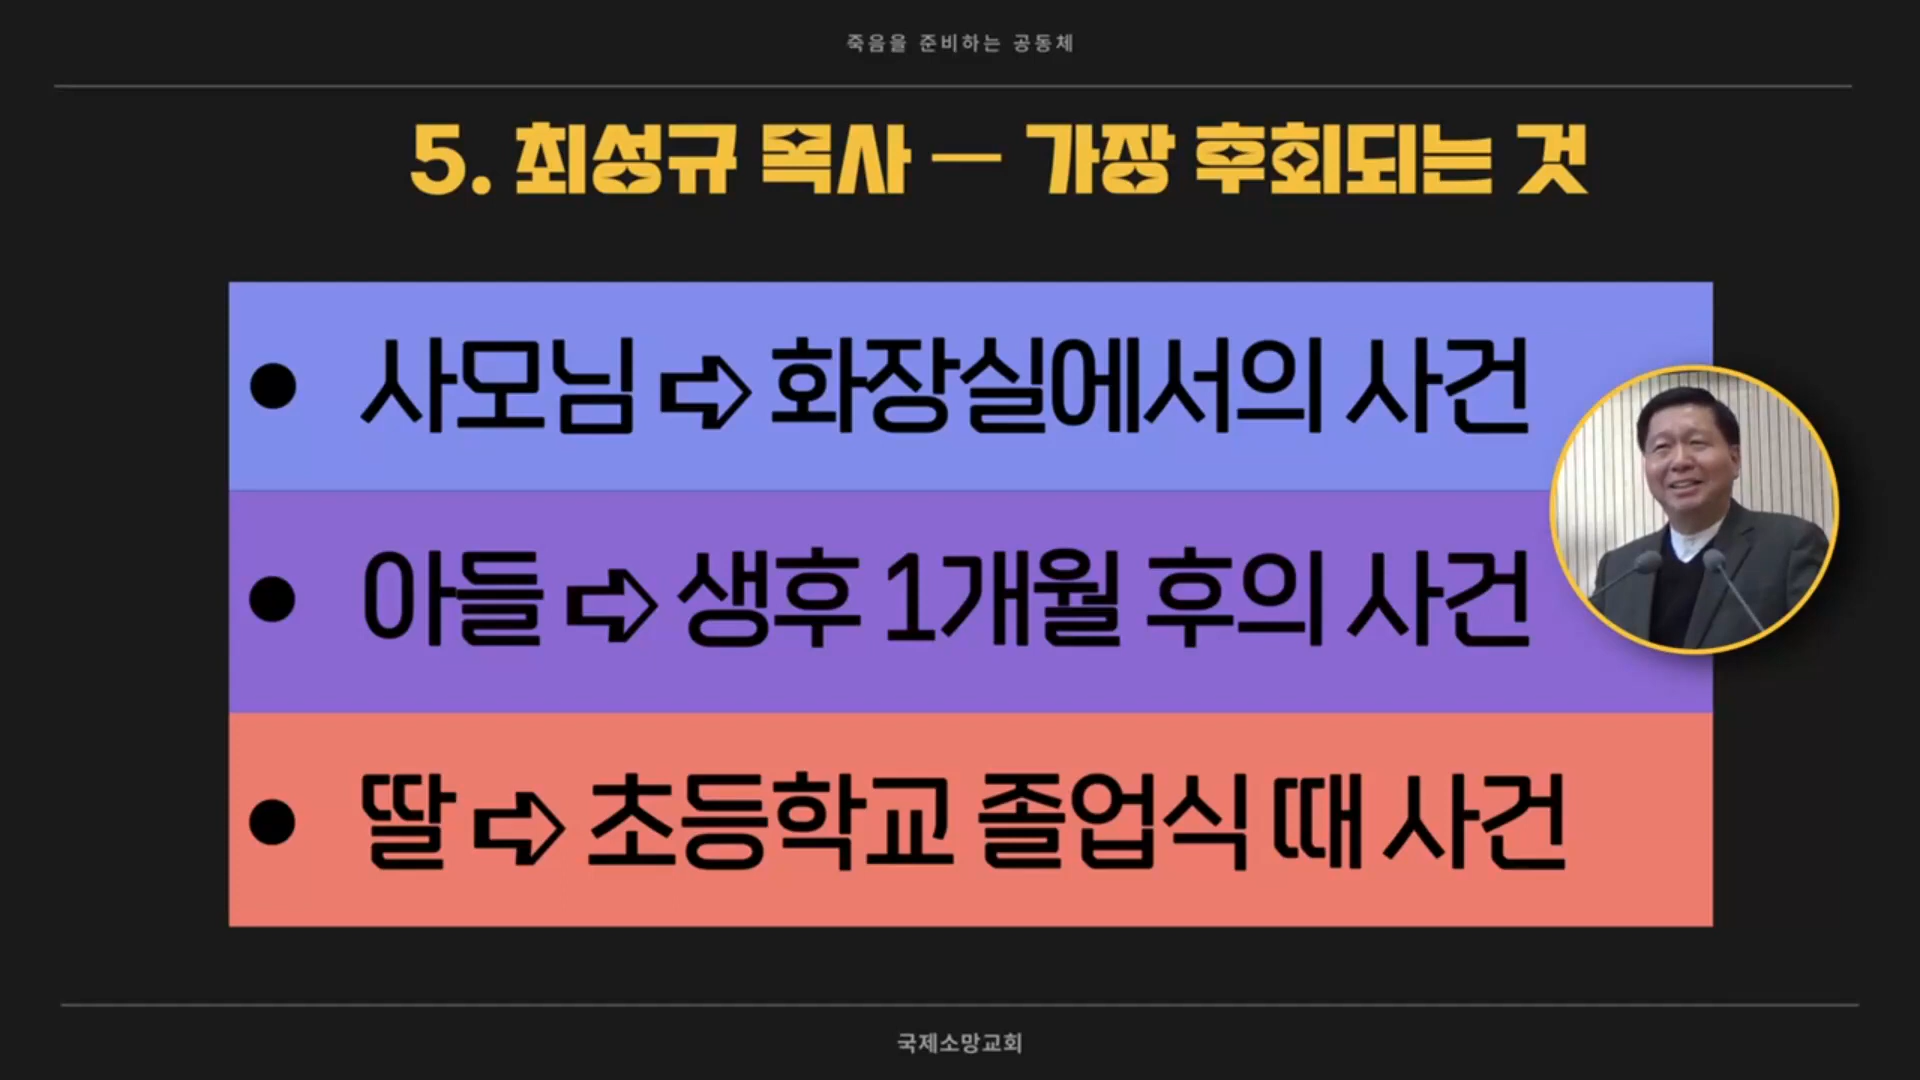 죽음을 준비하는 공동체
5. 최성규 목사 — 가장 후회되는 것
● 사모님 ➩ 화장실에서의 사건
● 아들 ➩ 생후 1개월 후의 사건
● 딸 ➩ 초등학교 졸업식 때 사건
국제소망교회